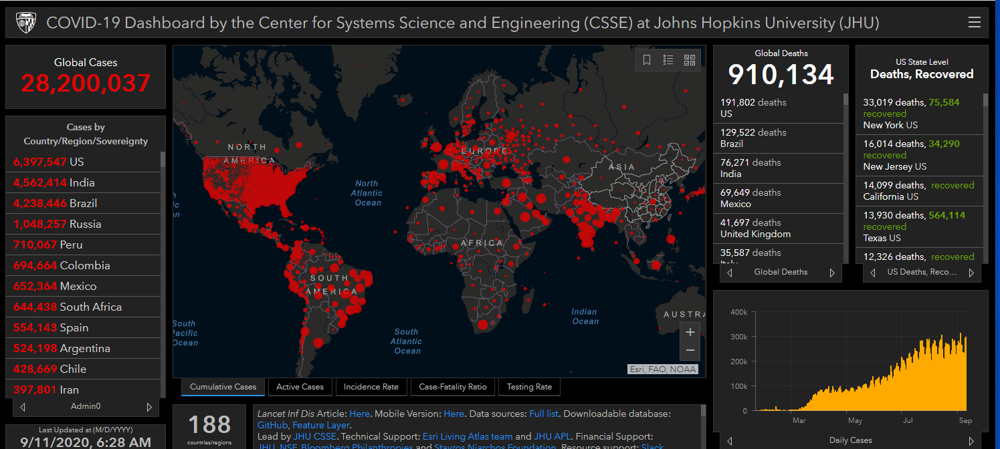 COVID-19 Dashboard by the Center for Systems Science and Engineering (CSSE) at Johns Hopkins University (JHU)
Global Cases
28,200,037
Cases by
Country/Region/Sovereignty
6,397,547 US
4,562,414 India
4,238,446 Brazil
1,048,257 Russia
710,067 Peru
694,664 Colombia
652,364 Mexico
644,438 South Africa
554,143 Spain
524,198 Argentina
428,669 Chile
397,801 Iran
Admin0
Last Updated at (M/D/YYYY)
9/11/2020, 6:28 AM
NORTH
AMERICA
EUROPE
ASIA
North
Atlantic
Ocean
AFRICA
SOUTH
AMERICA
Indian
Ocean
AUSTRA
South
Pacific
Ocean
South
Atlantic
Ocean
Esri, FAO, NOAA
Cumulative Cases
Active Cases
Incidence Rate
Case-Fatality Ratio
Testing Rate
188
countries/regions
Lancet Inf Dis Article: Here. Mobile Version: Here. Data sources: Full list. Downloadable database:
GitHub, Feature Layer.
Lead by JHU CSSE. Technical Support: Esri Living Atlas team and JHU APL. Financial Support:
JHU, NSF, Bloomberg Philanthropies and Stavros Niarchos Foundation. Resource support: Slack,
Global Deaths
910,134
191,802 deaths
US
129,522 deaths
Brazil
76,271 deaths
India
69,649 deaths
Mexico
41,697 deaths
United Kingdom
35,587 deaths
Italy
Global Deaths
US State Level
Deaths, Recovered
33,019 deaths, 75,584
recovered
New York US
16,014 deaths, 34,290
recovered
New Jersey US
14,099 deaths, recovered
California US
13,930 deaths, 564,114
recovered
Texas US
12,326 deaths, recovered
US Deaths, Reco...
400k
300k
200k
100k
0
Mar
May
Jul
Sep
Daily Cases